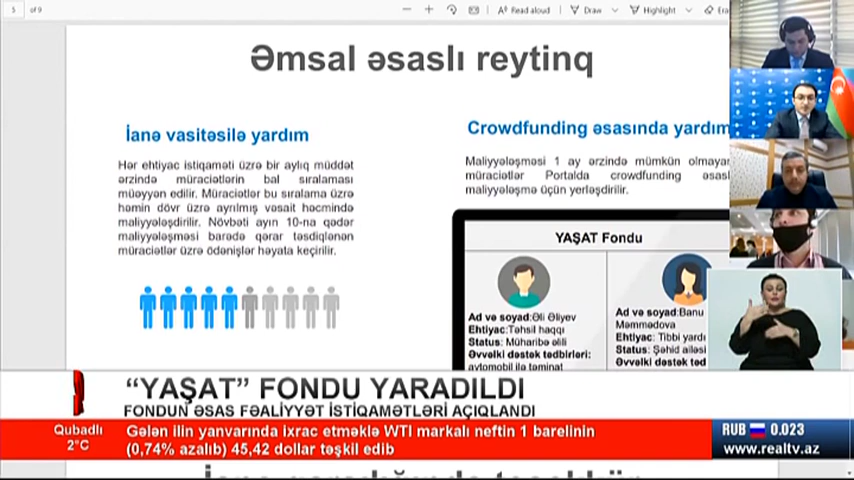 5 of 9
Read aloud
Draw
Highlight
Era
Əmsal əsaslı reytinq
İanə vasitəsilə yardım
Hər ehtiyac istiqaməti üzrə bir aylıq müddət
ərzində müraciətlərin bal sıralaması
müəyyən edilir. Müraciətlər bu sıralama üzrə
həmin dövr üzrə ayrılmış vəsait həcmində
maliyyələşdirilir. Növbəti ayın 10-na qədər
maliyyələşməsi barədə qərar təsdiqlənən
müraciətlər üzrə ödənişlər həyata keçirilir.
Crowdfunding əsasında yardım
Maliyyələşməsi 1 ay ərzində mümkün olmayan
müraciətlər Portalda crowdfunding əsasl
maliyyələşmə üçün yerləşdirilir.
YAŞAT Fondu
Ad və soyad:Əli Əliyev
Ehtiyac:Təhsil haqqı
Status: Müharibə əlili
Əvvəlki dəstək tədbirləri:
avtomobil ilə təminat
Ad və soyad:Banu
Məmmədova
Ehtiyac: Tibbi yardı
Status: Şəhid ailəsi
Əvvəlki dəstək təd
"YAŞAT" FONDU YARADILDI
FONDUN ƏSAS FƏALİYYƏT İSTİQAMƏTLƏRİ AÇIQLANDI
Qubadlı
2°C
Gələn ilin yanvarında ixrac etməklə WTI markalı neftin 1 barelinin
(0,74% azalıb) 45,42 dollar təşkil edib
RUB 0.023
www.realtv.az